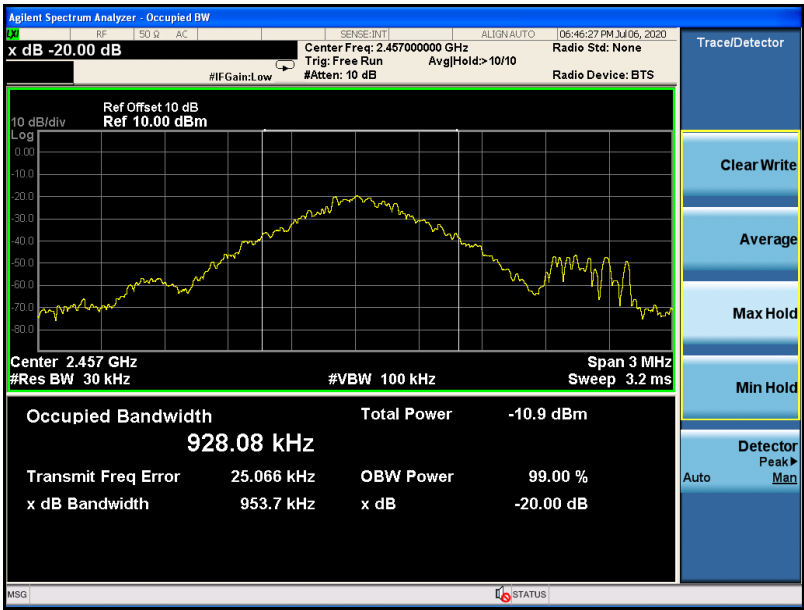 Agilent Spectrum Analyzer - Occupied BW
LXI RF 50 Ω AC SENSE:INT ALIGN AUTO 06:46:27 PM Jul 06, 2020
x dB -20.00 dB
Center Freq: 2.457000000 GHz
Radio Std: None
Trig: Free Run Avg|Hold:>10/10
#IFGain:Low #Atten: 10 dB Radio Device: BTS
Trace/Detector
Ref Offset 10 dB
10 dB/div Ref 10.00 dBm
Log
0.00
-10.0
-20.0
-30.0
-40.0
-50.0
-60.0
-70.0
-80.0
Center 2.457 GHz Span 3 MHz
#Res BW 30 kHz #VBW 100 kHz Sweep 3.2 ms
Occupied Bandwidth Total Power -10.9 dBm
928.08 kHz
Transmit Freq Error 25.066 kHz OBW Power 99.00 %
x dB Bandwidth 953.7 kHz x dB -20.00 dB
Clear Write
Average
Max Hold
Min Hold
Detector
Peak▶
Auto Man
MSG STATUS